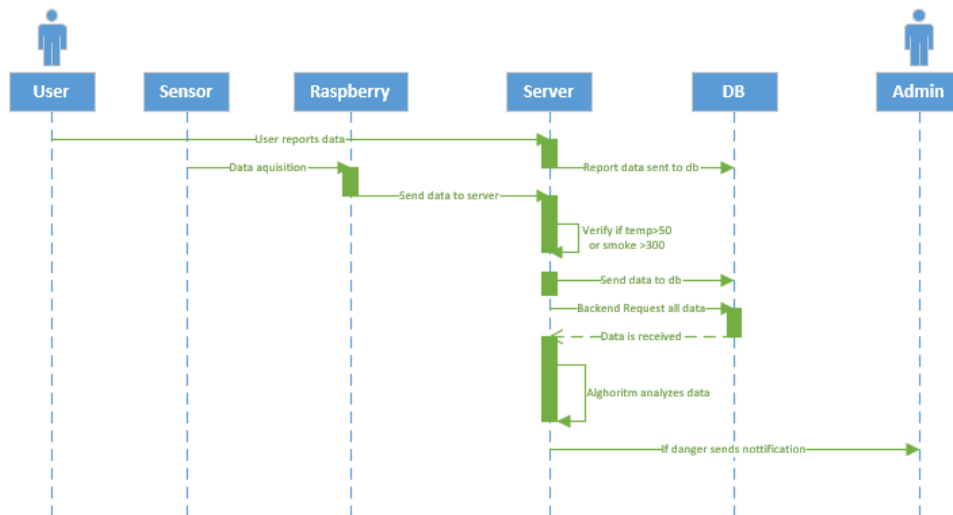 User
Sensor
Raspberry
Server
DB
Admin
User reports data
Report data sent to db
Data aquisition
Send data to server
Verify if temp>50
or smoke >300
Send data to db
Backend Request all data
Data is received
Alghoritm analyzes data
If danger sends nottification